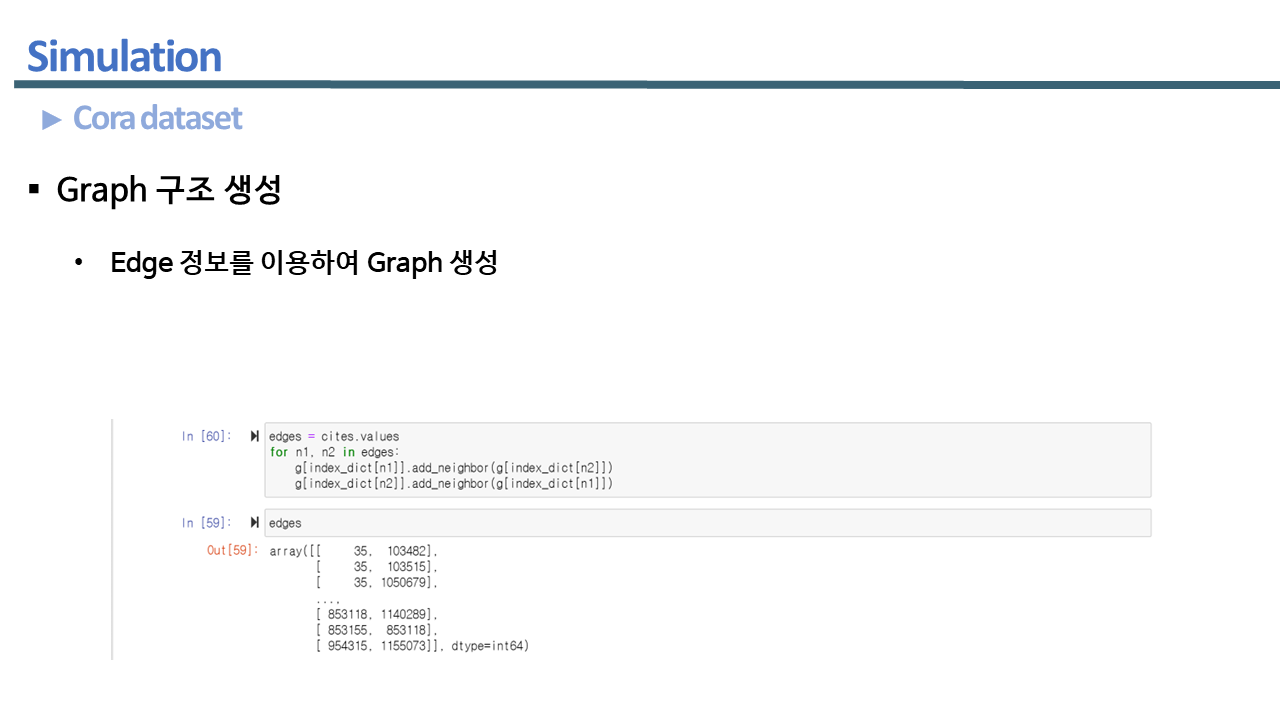 Simulation
► Cora dataset
▪ Graph 구조 생성
• Edge 정보를 이용하여 Graph 생성
In [60]: edges = cites.values
for n1, n2 in edges:
g[index_dict[n1]].add_neighbor(g[index_dict[n2]])
g[index_dict[n2]].add_neighbor(g[index_dict[n1]])
In [59]: edges
Out[59]: array([[ 35, 103482],
[ 35, 103515],
[ 35, 1050679],
...,
[ 853118, 1140289],
[ 853155, 853118],
[ 954315, 1155073]], dtype=int64)